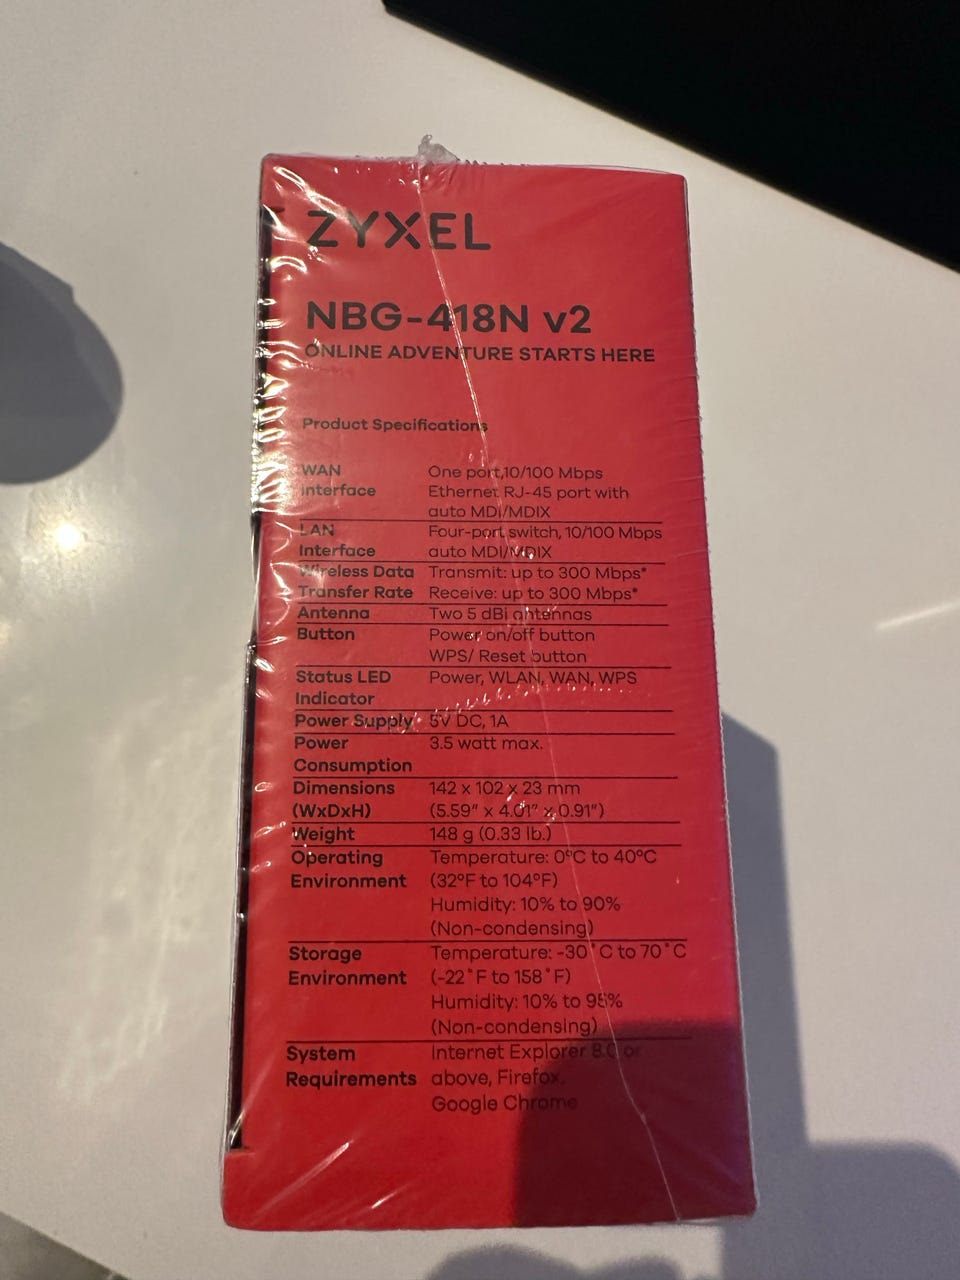 ZYXEL
NBG-418N v2
ONLINE ADVENTURE STARTS HERE
Product Specifications
WAN Interface One port,10/100 Mbps
Ethernet RJ-45 port with
auto MDI/MDIX
LAN Interface Four-port switch, 10/100 Mbps
auto MDI/MDIX
Wireless Data Transmit: up to 300 Mbps*
Transfer Rate Receive: up to 300 Mbps*
Antenna Two 5 dBi antennas
Button Power on/off button
WPS/ Reset button
Status LED Power, WLAN, WAN, WPS
Indicator
Power Supply 5V DC, 1A
Power 3.5 watt max.
Consumption
Dimensions 142 x 102 x 23 mm
(WxDxH) (5.59" x 4.01" x 0.91")
Weight 148 g (0.33 lb.)
Operating Temperature: 0°C to 40°C
Environment (32°F to 104°F)
Humidity: 10% to 90%
(Non-condensing)
Storage Temperature: -30°C to 70°C
Environment (-22°F to 158°F)
Humidity: 10% to 95%
(Non-condensing)
System Internet Explorer 8.0 or
Requirements above, Firefox,
Google Chrome